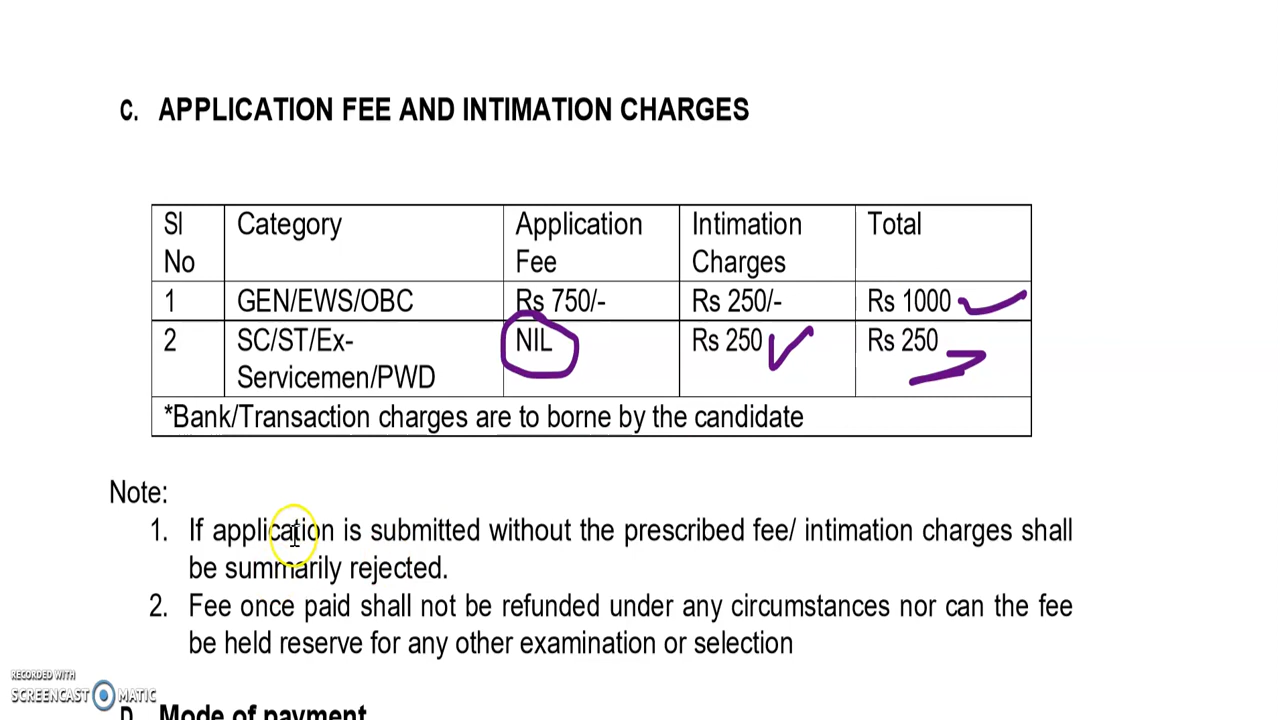 C. APPLICATION FEE AND INTIMATION CHARGES
Sl No Category Application Fee Intimation Charges Total
1 GEN/EWS/OBC Rs 750/- Rs 250/- Rs 1000
2 SC/ST/Ex-Servicemen/PWD NIL Rs 250 Rs 250
*Bank/Transaction charges are to borne by the candidate
Note:
1. If application is submitted without the prescribed fee/ intimation charges shall
be summarily rejected.
2. Fee once paid shall not be refunded under any circumstances nor can the fee
be held reserve for any other examination or selection
RECORDED WITH
SCREENCAST MATIC
D. Mode of payment